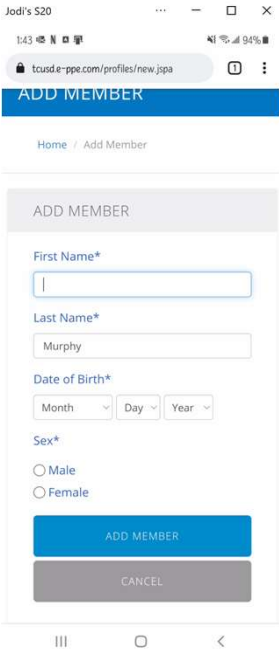 Jodi's S20
1:43 94%
tcusd.e-ppe.com/profiles/new.jspa 1
ADD MEMBER
Home / Add Member
ADD MEMBER
First Name*
Last Name*
Murphy
Date of Birth*
Month Day Year
Sex*
Male
Female
ADD MEMBER
CANCEL